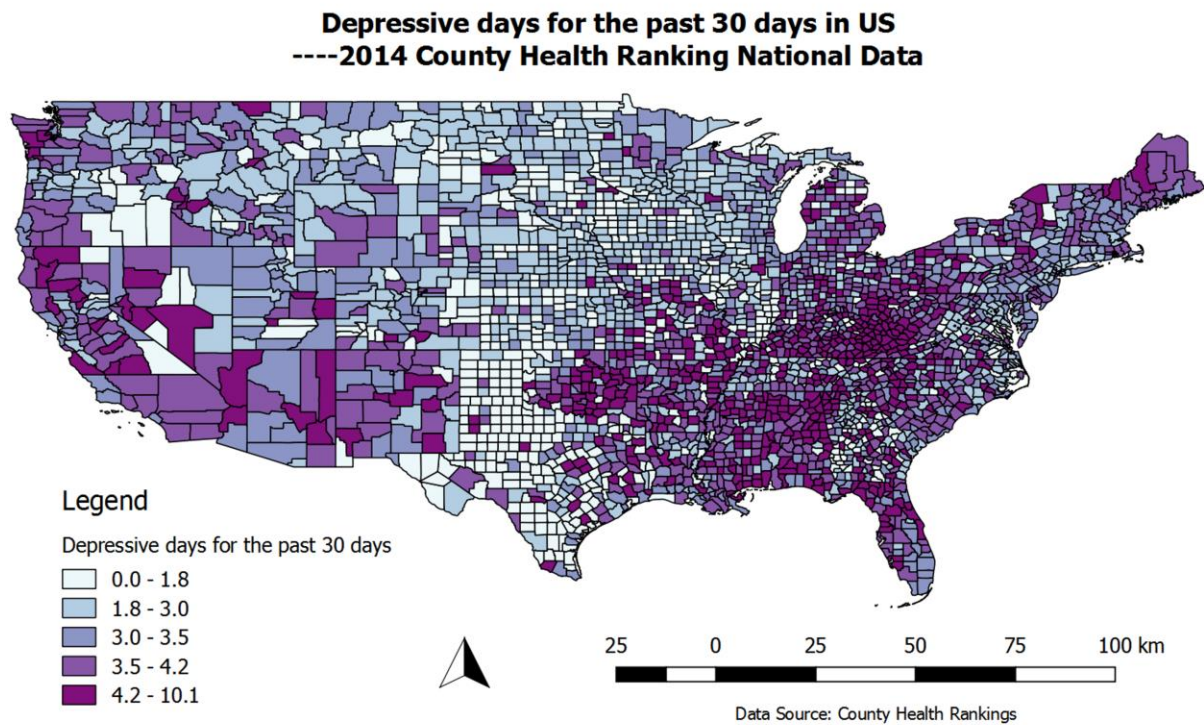 Depressive days for the past 30 days in US
----2014 County Health Ranking National Data
Legend
Depressive days for the past 30 days
0.0 - 1.8
1.8 - 3.0
3.0 - 3.5
3.5 - 4.2
4.2 - 10.1
25 0 25 50 75 100 km
Data Source: County Health Rankings